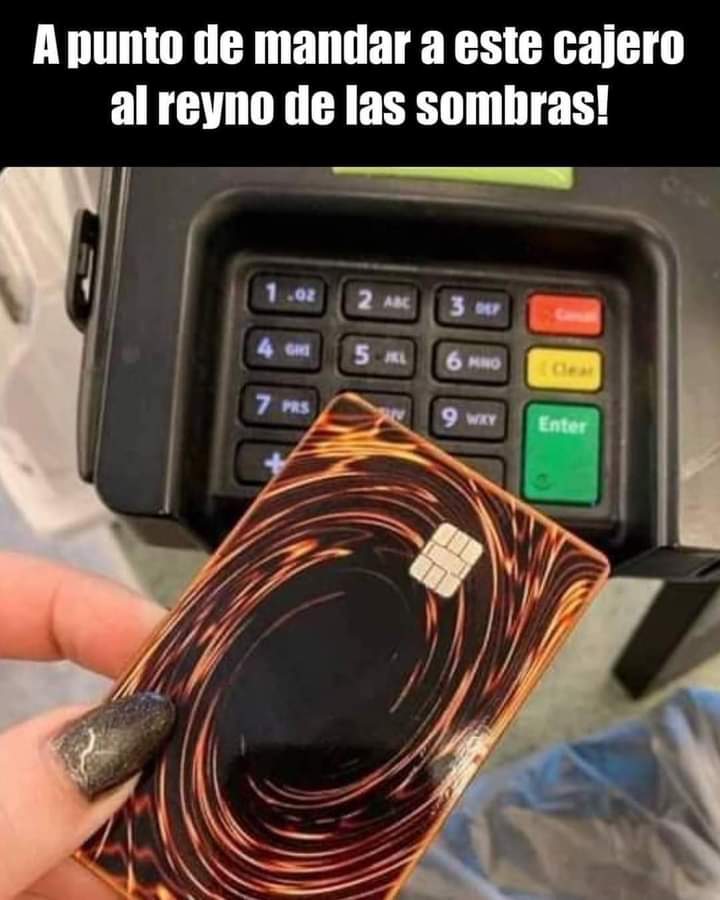 A punto de mandar a este cajero
al reyno de las sombras!
1 .QZ 2 ABC 3 DEF
4 GHI 5 JKL 6 MNO Clear
7 PRS 9 WXY Enter
+